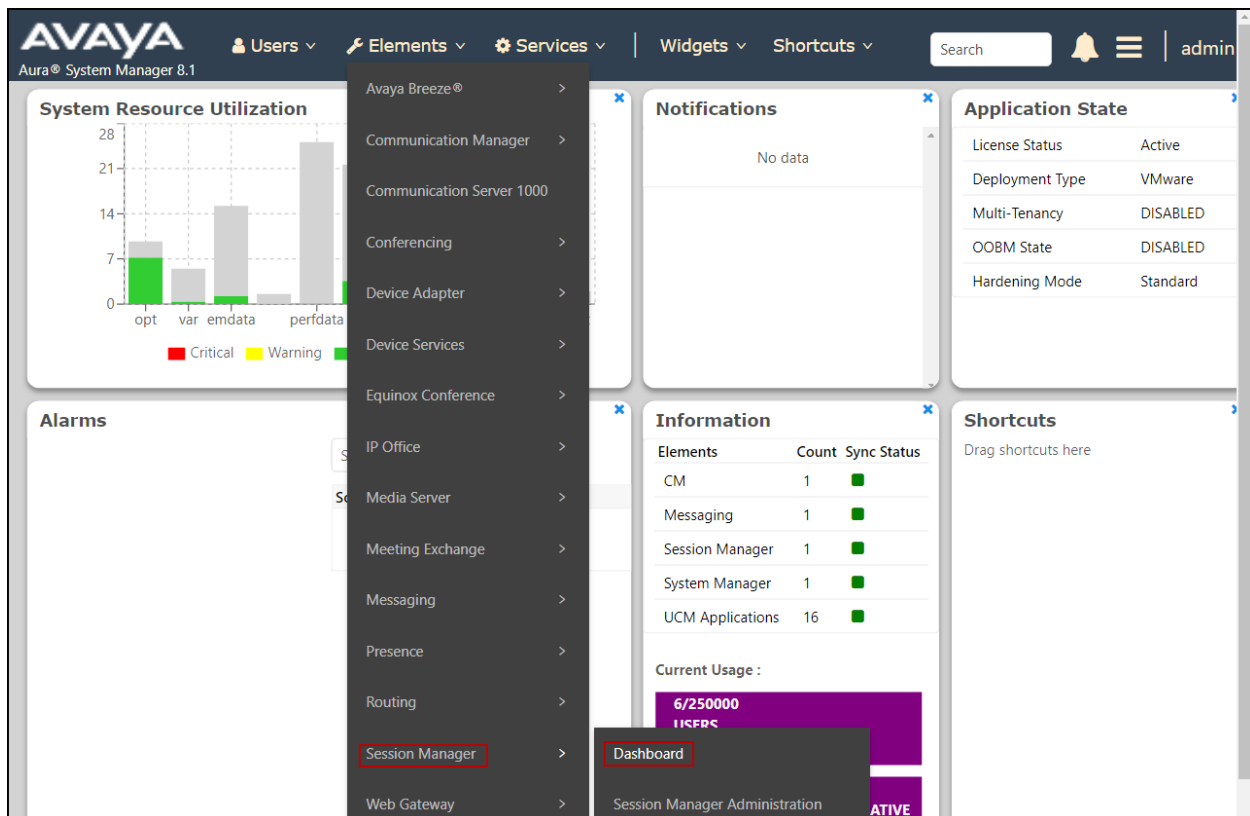 AVAYA
Aura® System Manager 8.1
Users
Elements
Services
Widgets
Shortcuts
Search
admin
System Resource Utilization
28
21
14
7
0
opt
var
emdata
perfdata
Critical
Warning
Avaya Breeze®
Communication Manager
Communication Server 1000
Conferencing
Device Adapter
Device Services
Equinox Conference
IP Office
Media Server
Meeting Exchange
Messaging
Presence
Routing
Session Manager
Web Gateway
Dashboard
Session Manager Administration
Notifications
No data
Application State
License Status Active
Deployment Type VMware
Multi-Tenancy DISABLED
OOBM State DISABLED
Hardening Mode Standard
Alarms
Information
Elements Count Sync Status
CM 1
Messaging 1
Session Manager 1
System Manager 1
UCM Applications 16
Current Usage :
6/250000
USERS
ATIVE
Shortcuts
Drag shortcuts here